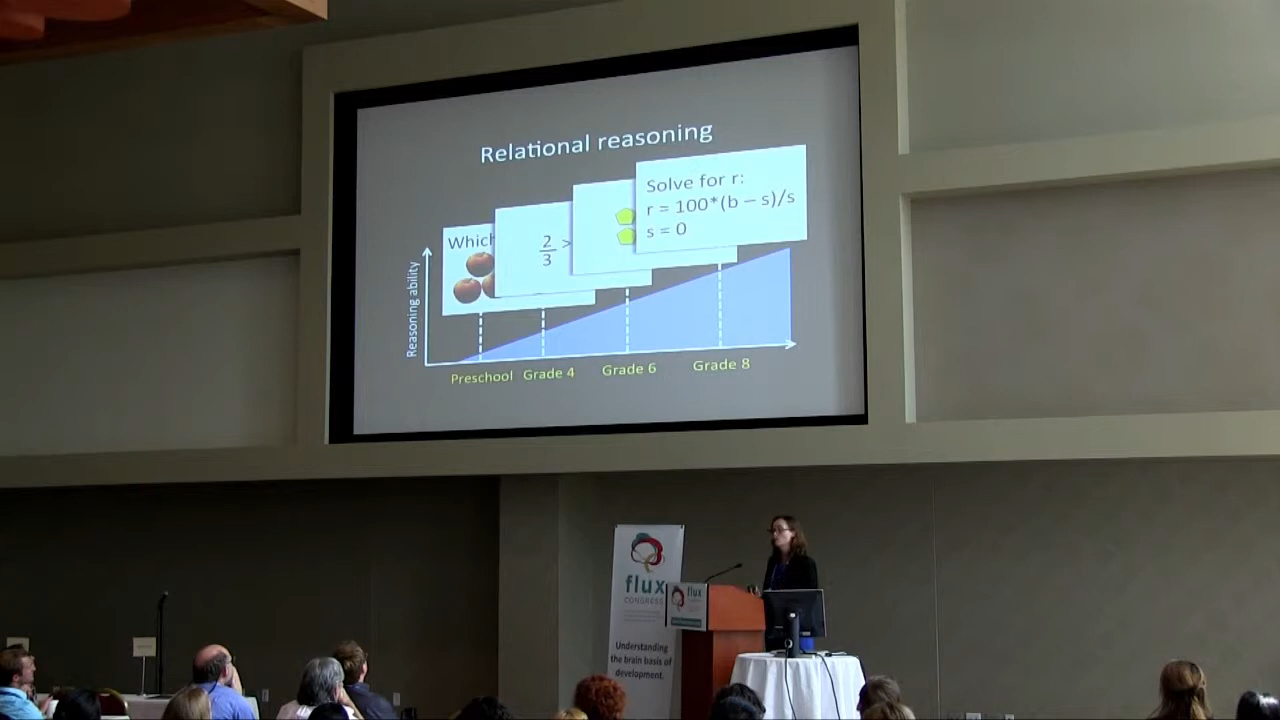 Relational reasoning
Solve for r:
r = 100*(b – s)/s
s = 0
Which
2
3
>
Reasoning ability
Preschool
Grade 4
Grade 6
Grade 8
flux
CONGRESS
Understanding
the brain basis of
development.
flux